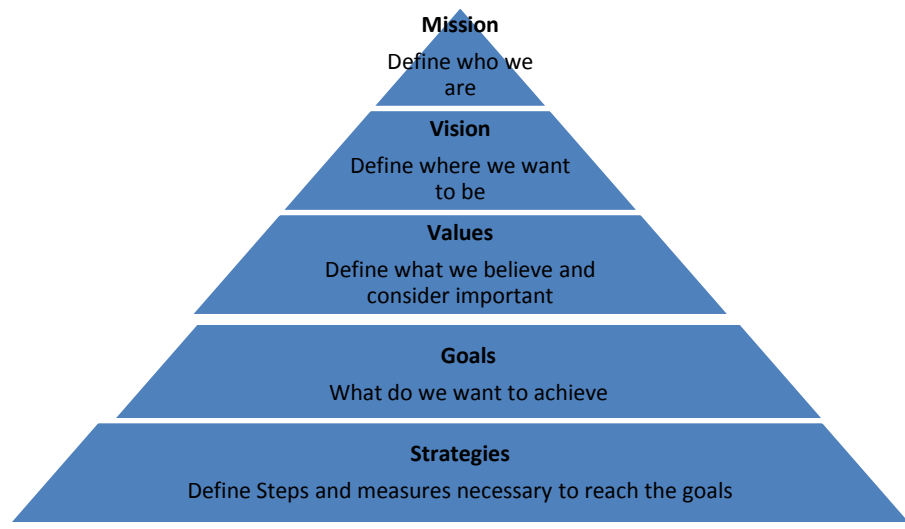 Mission
Define who we
are
Vision
Define where we want
to be
Values
Define what we believe and
consider important
Goals
What do we want to achieve
Strategies
Define Steps and measures necessary to reach the goals